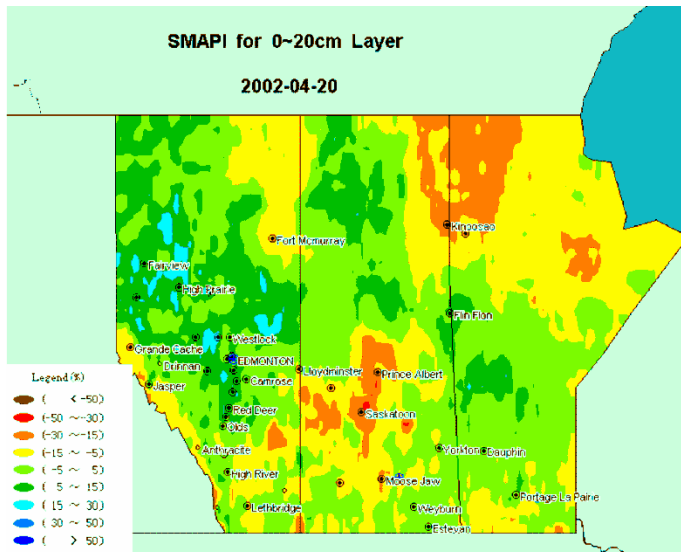 SMAPI for 0~20cm Layer
2002-04-20
Kinposao
Fort Mcmurray
Fairview
High Prairie
Flin Flon
Westlock
Grande Cache
EDMONTON
Drinnan
Lloydminster
Prince Albert
Jasper
Camrose
Red Deer
Saskatoon
Olds
Anthracite
Yorkton
Dauphin
High River
Moose Jaw
Portage La Pairie
Lethbridge
Weyburn
Estevan
Legend(%)
( < -50)
(-50 ~ -30)
(-30 ~ -15)
(-15 ~ -5)
( -5 ~ 5)
( 5 ~ 15)
( 15 ~ 30)
( 30 ~ 50)
( > 50)